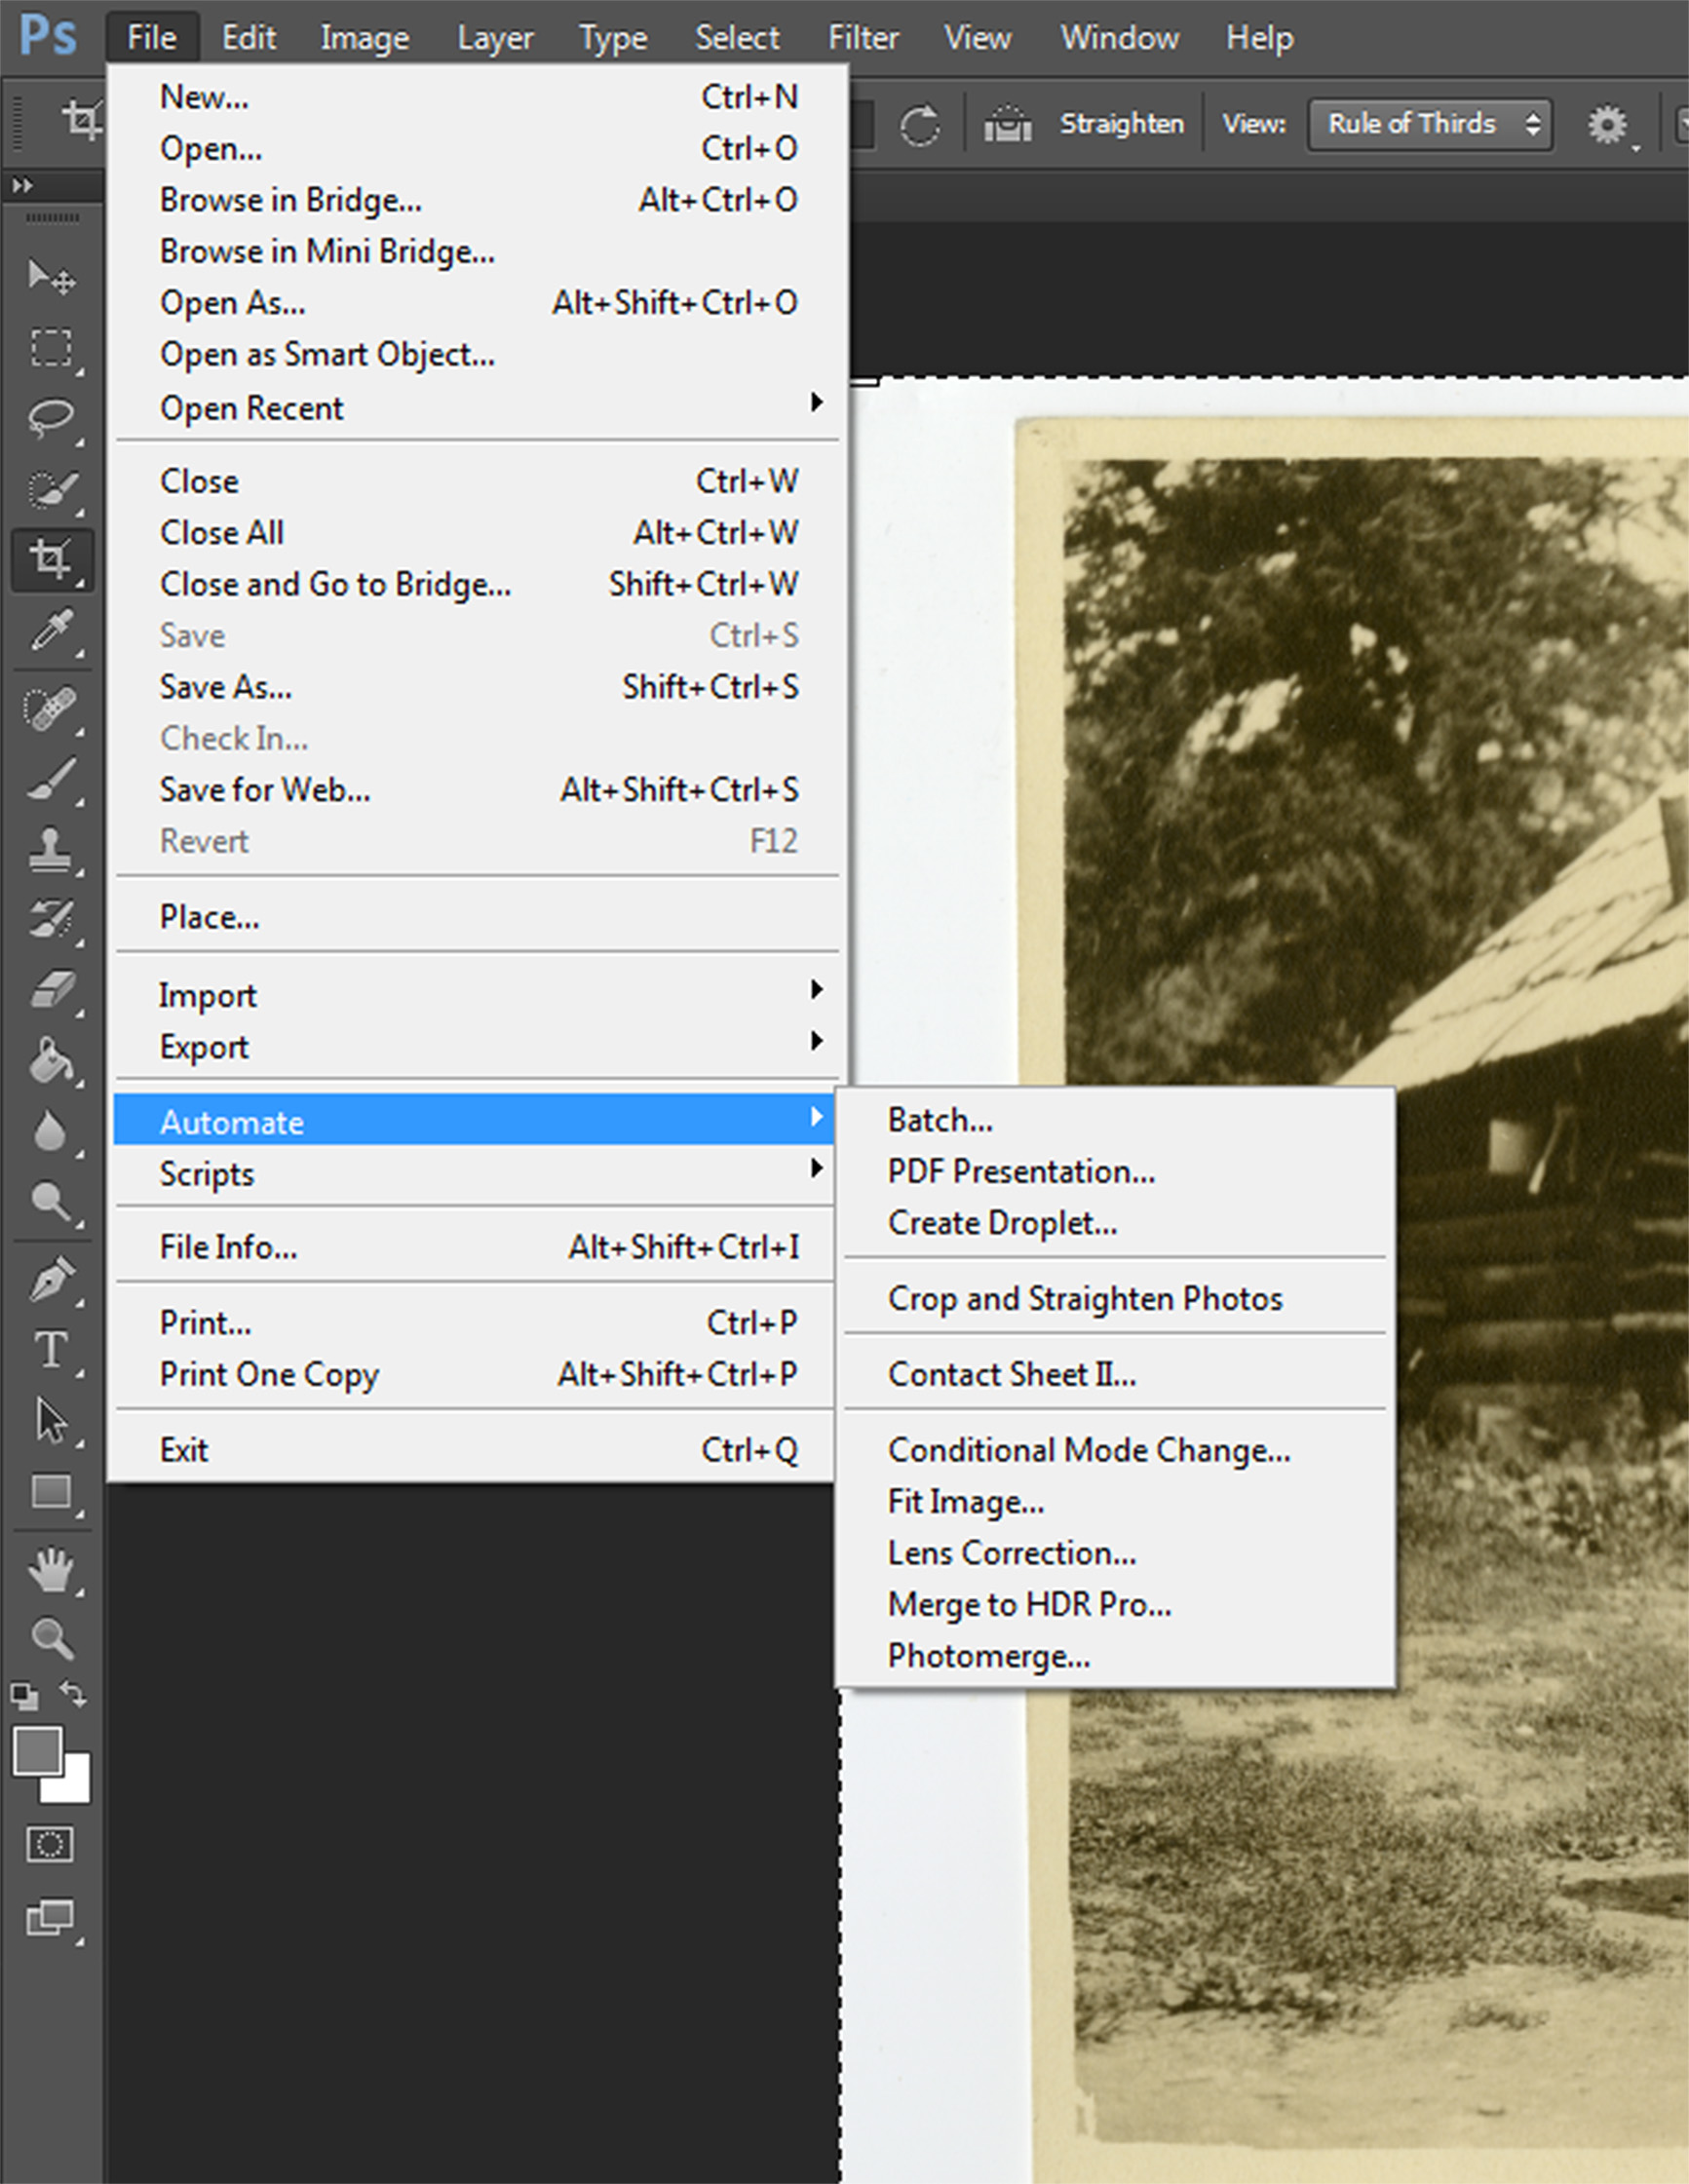 Ps File Edit Image Layer Type Select Filter View Window Help
Straighten View: Rule of Thirds
New... Ctrl+N
Open... Ctrl+O
Browse in Bridge... Alt+Ctrl+O
Browse in Mini Bridge...
Open As... Alt+Shift+Ctrl+O
Open as Smart Object...
Open Recent
Close Ctrl+W
Close All Alt+Ctrl+W
Close and Go to Bridge... Shift+Ctrl+W
Save Ctrl+S
Save As... Shift+Ctrl+S
Check In...
Save for Web... Alt+Shift+Ctrl+S
Revert F12
Place...
Import
Export
Automate
Scripts
File Info... Alt+Shift+Ctrl+I
Print... Ctrl+P
Print One Copy Alt+Shift+Ctrl+P
Exit Ctrl+Q
Batch...
PDF Presentation...
Create Droplet...
Crop and Straighten Photos
Contact Sheet II...
Conditional Mode Change...
Fit Image...
Lens Correction...
Merge to HDR Pro...
Photomerge...